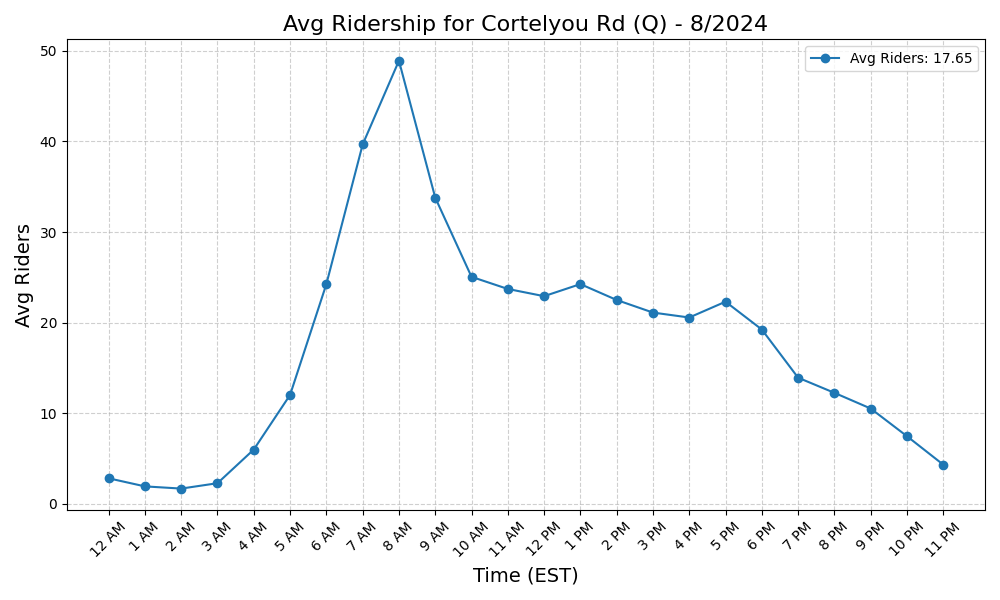 Avg Ridership for Cortelyou Rd (Q) - 8/2024
Avg Riders: 17.65
Avg Riders
50
40
30
20
10
0
12 AM
1 AM
2 AM
3 AM
4 AM
5 AM
6 AM
7 AM
8 AM
9 AM
10 AM
11 AM
12 PM
1 PM
2 PM
3 PM
4 PM
5 PM
6 PM
7 PM
8 PM
9 PM
10 PM
11 PM
Time (EST)